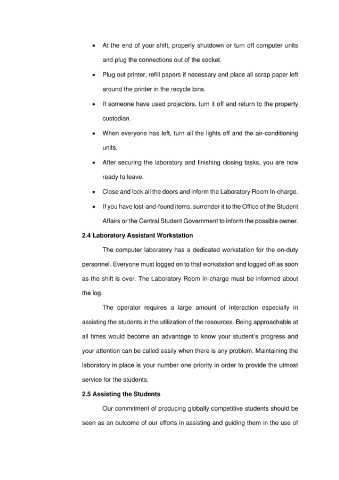 • At the end of your shift, properly shutdown or turn off computer units
and plug the connections out of the socket.
• Plug out printer, refill papers if necessary and place all scrap paper left
around the printer in the recycle bins.
• If someone have used projectors, turn it off and return to the property
custodian.
• When everyone has left, turn all the lights off and the air-conditioning
units.
• After securing the laboratory and finishing closing tasks, you are now
ready to leave.
• Close and lock all the doors and inform the Laboratory Room In-charge.
• If you have lost-and-found items, surrender it to the Office of the Student
Affairs or the Central Student Government to inform the possible owner.
2.4 Laboratory Assistant Workstation
The computer laboratory has a dedicated workstation for the on-duty
personnel. Everyone must logged on to that workstation and logged off as soon
as the shift is over. The Laboratory Room In-charge must be informed about
the log.
The operator requires a large amount of interaction especially in
assisting the students in the utilization of the resources. Being approachable at
all times would become an advantage to know your student's progress and
your attention can be called easily when there is any problem. Maintaining the
laboratory in place is your number one priority in order to provide the utmost
service for the students.
2.5 Assisting the Students
Our commitment of producing globally competitive students should be
seen as an outcome of our efforts in assisting and guiding them in the use of